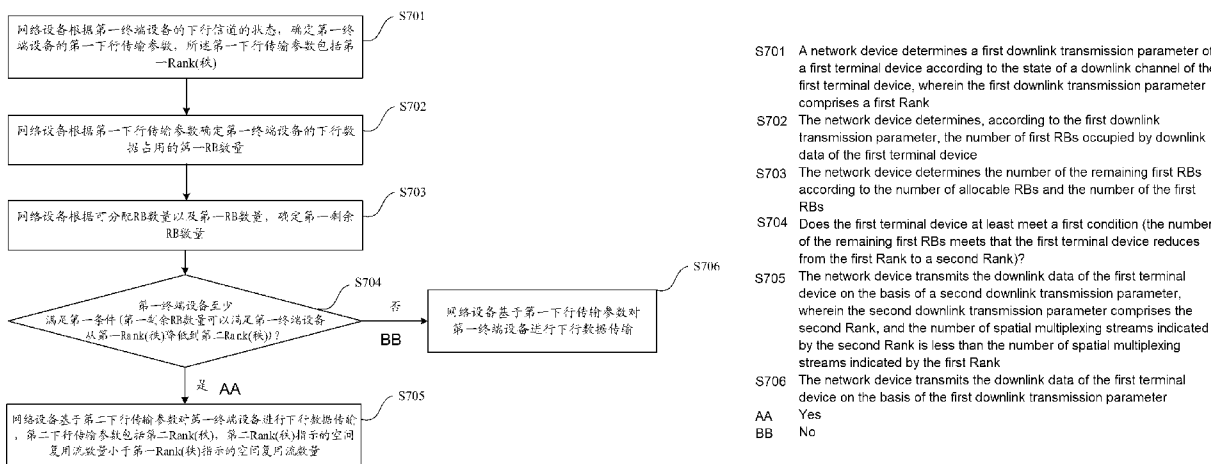 网络设备根据第一终端设备的下行信道的状态，确定第一终
端设备的第一下行传输参数，所述第一下行传输参数包括第
一Rank(秩)
S701
网络设备根据第一下行传输参数确定第一终端设备的下行数
据占用的第一RB数量
S702
网络设备根据可分配RB数量以及第一RB数量，确定第一剩余
RB数量
S703
第一终端设备至少
满足第一条件(第一剩余RB数量可以满足第一终端设备
从第一Rank(秩)降低到第二Rank(秩))？
S704
否
BB
网络设备基于第一下行传输参数对
第一终端设备进行下行数据传输
S706
是 AA
网络设备基于第二下行传输参数对第一终端设备进行下行数据传输
，第二下行传输参数包括第二Rank(秩)，第二Rank(秩)指示的空间
复用流数量小于第一Rank(秩)指示的空间复用流数量
S705
S701 A network device determines a first downlink transmission parameter of
a first terminal device according to the state of a downlink channel of the
first terminal device, wherein the first downlink transmission parameter
comprises a first Rank
S702 The network device determines, according to the first downlink
transmission parameter, the number of first RBs occupied by downlink
data of the first terminal device
S703 The network device determines the number of the remaining first RBs
according to the number of allocable RBs and the number of the first
RBs
S704 Does the first terminal device at least meet a first condition (the number
of the remaining first RBs meets that the first terminal device reduces
from the first Rank to a second Rank)?
S705 The network device transmits the downlink data of the first terminal
device on the basis of a second downlink transmission parameter,
wherein the second downlink transmission parameter comprises the
second Rank, and the number of spatial multiplexing streams indicated
by the second Rank is less than the number of spatial multiplexing
streams indicated by the first Rank
S706 The network device transmits the downlink data of the first terminal
device on the basis of the first downlink transmission parameter
AA Yes
BB No